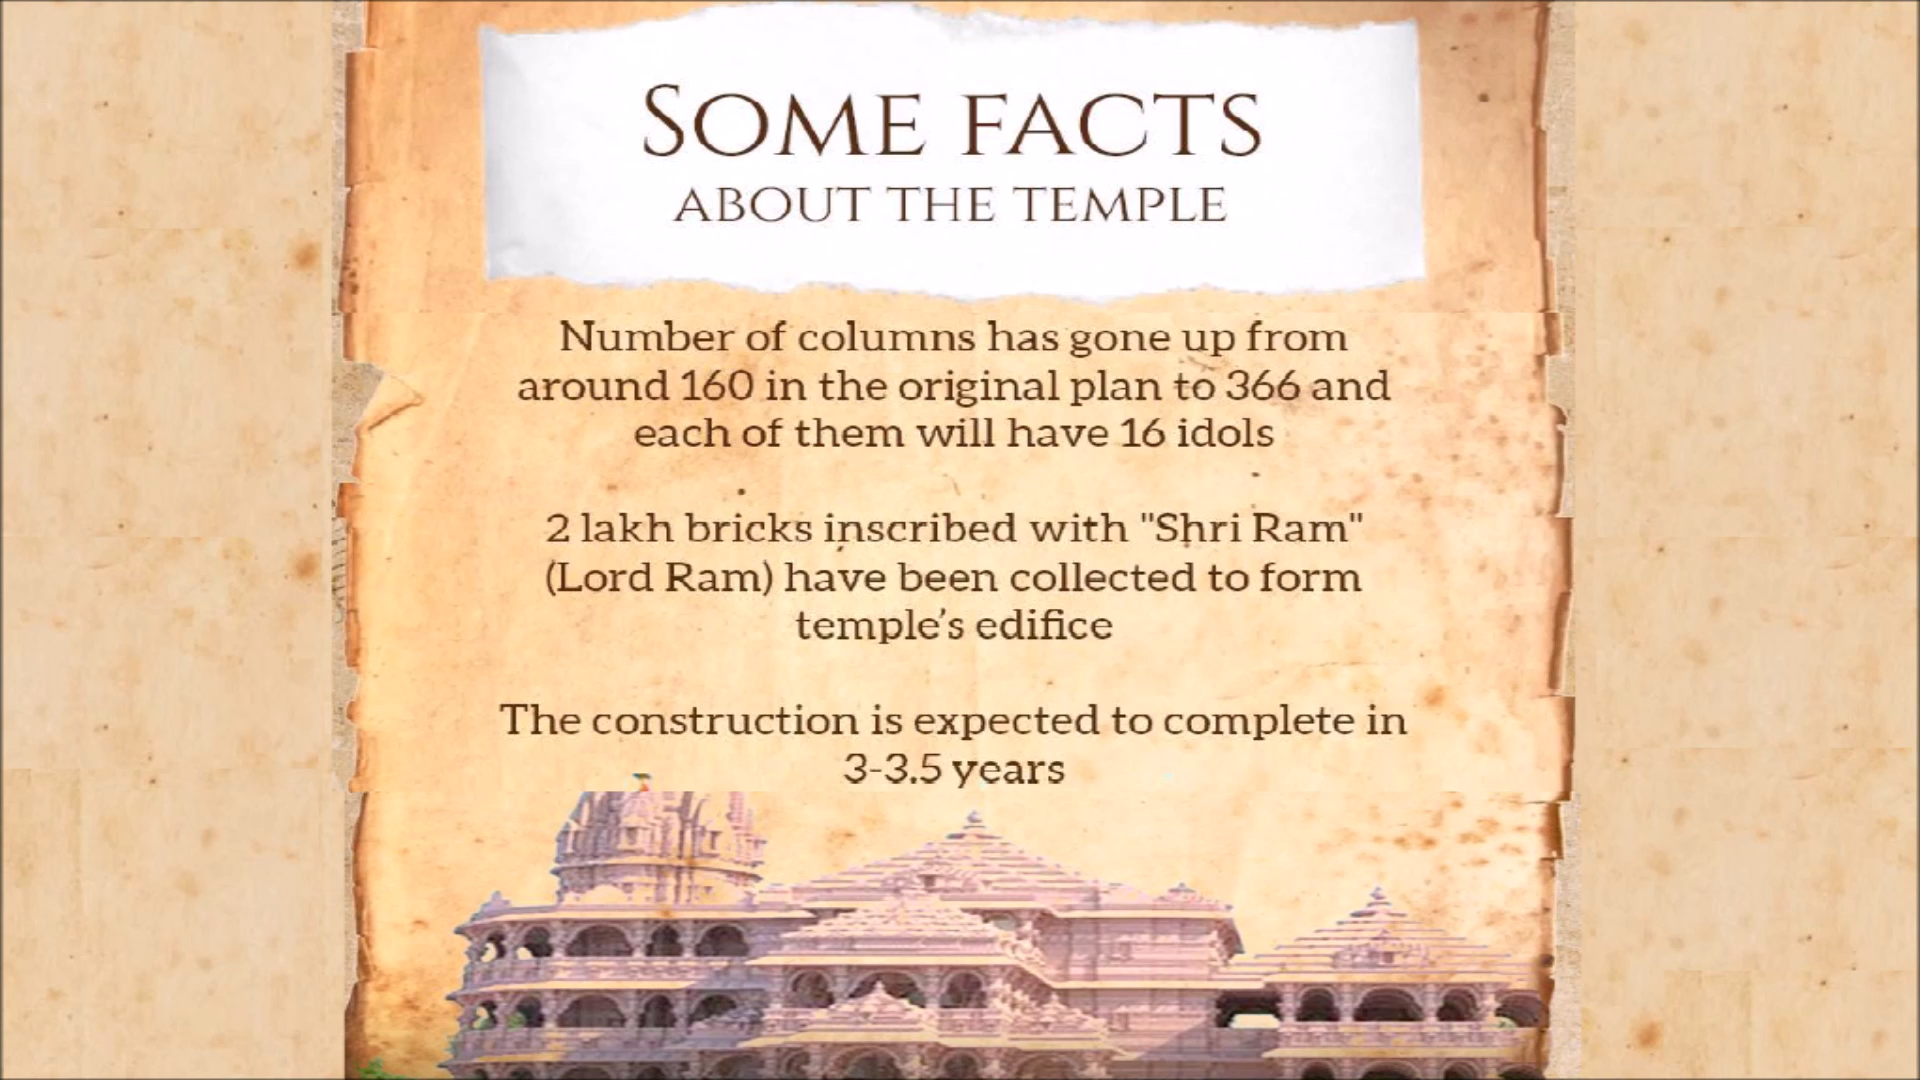 SOME FACTS
ABOUT THE TEMPLE
Number of columns has gone up from
around 160 in the original plan to 366 and
each of them will have 16 idols
2 lakh bricks inscribed with "Shri Ram"
(Lord Ram) have been collected to form
temple’s edifice
The construction is expected to complete in
3-3.5 years